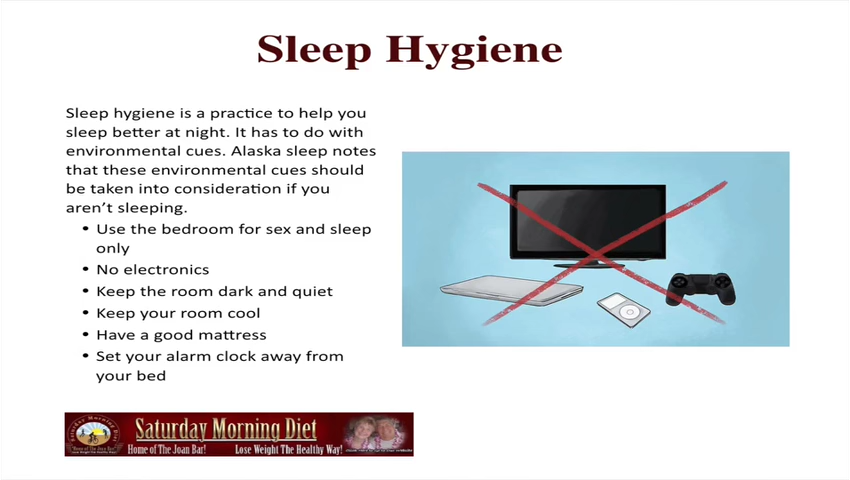 Sleep Hygiene
Sleep hygiene is a practice to help you
sleep better at night. It has to do with
environmental cues. Alaska sleep notes
that these environmental cues should
be taken into consideration if you
aren't sleeping.
• Use the bedroom for sex and sleep
only
• No electronics
• Keep the room dark and quiet
• Keep your room cool
• Have a good mattress
• Set your alarm clock away from
your bed
Saturday Morning Diet
Home of The Joan Bar! Lose Weight The Healthy Way!